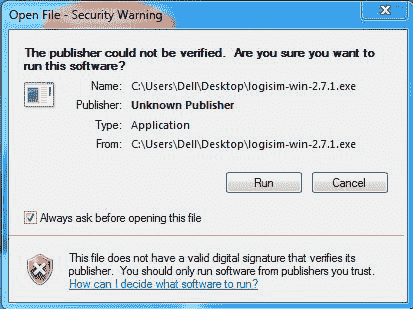 Open File - Security Warning
The publisher could not be verified.  Are you sure you want to
run this software?
Name: C:\Users\Dell\Desktop\logisim-win-2.7.1.exe
Publisher: Unknown Publisher
Type: Application
From: C:\Users\Dell\Desktop\logisim-win-2.7.1.exe
Run Cancel
Always ask before opening this file
This file does not have a valid digital signature that verifies its
publisher.  You should only run software from publishers you trust.
How can I decide what software to run?